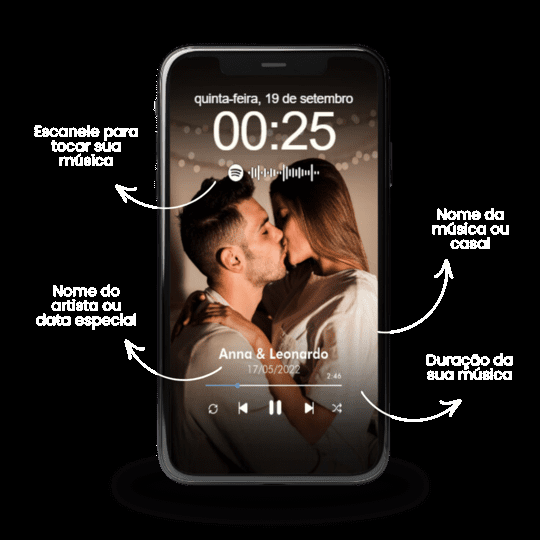 quinta-feira, 19 de setembro
00:25
Escaneie para
tocar sua
música
Nome da
música ou
casal
Nome do
artista ou
data especial
Anna & Leonardo
17/05/2022
2:46
Duração da
sua música